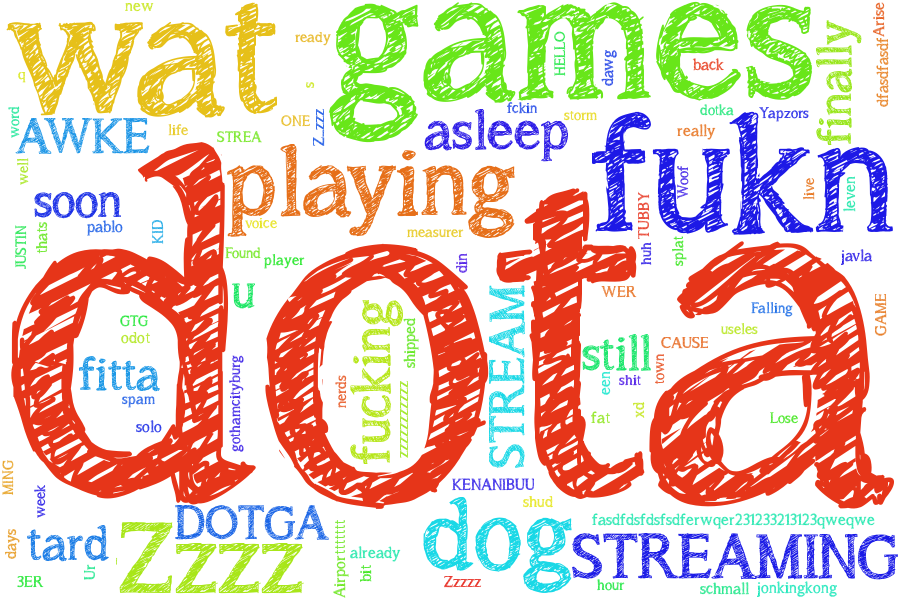 new
wat
games
finally
Arise
dfasdfasdf
q
ready
HELLO
dawg
back
s
word
AWKE
life
STREA
ONE
Z.zzz
asleep
fckin
storm
dotka
Yapzors
really
fukn
well
playing
Woof
live
leven
soon
pablo
KID
voice
measurer
TUBBY
JUSTIN
thats
Found
player
din
huh
splat
javla
dota
u
WER
Falling
GAME
GTG
odot
fucking
shipped
STREAM
still
CAUSE
useles
fitta
spam
solo
gothamcityburg
nerds
zzzzzzzzzzzzz
een
shit
town
fat
xd
Lose
MING
week
KENANIBUU
shud
DOTGA
dog
fasdfdsfdsfsdferwqer231233213123qweqwe
days
tard
Zzzzz
Airportttttt
already
bit
STREAMING
3ER
Ur
Zzzzz
hour
schmall
jonkingkong